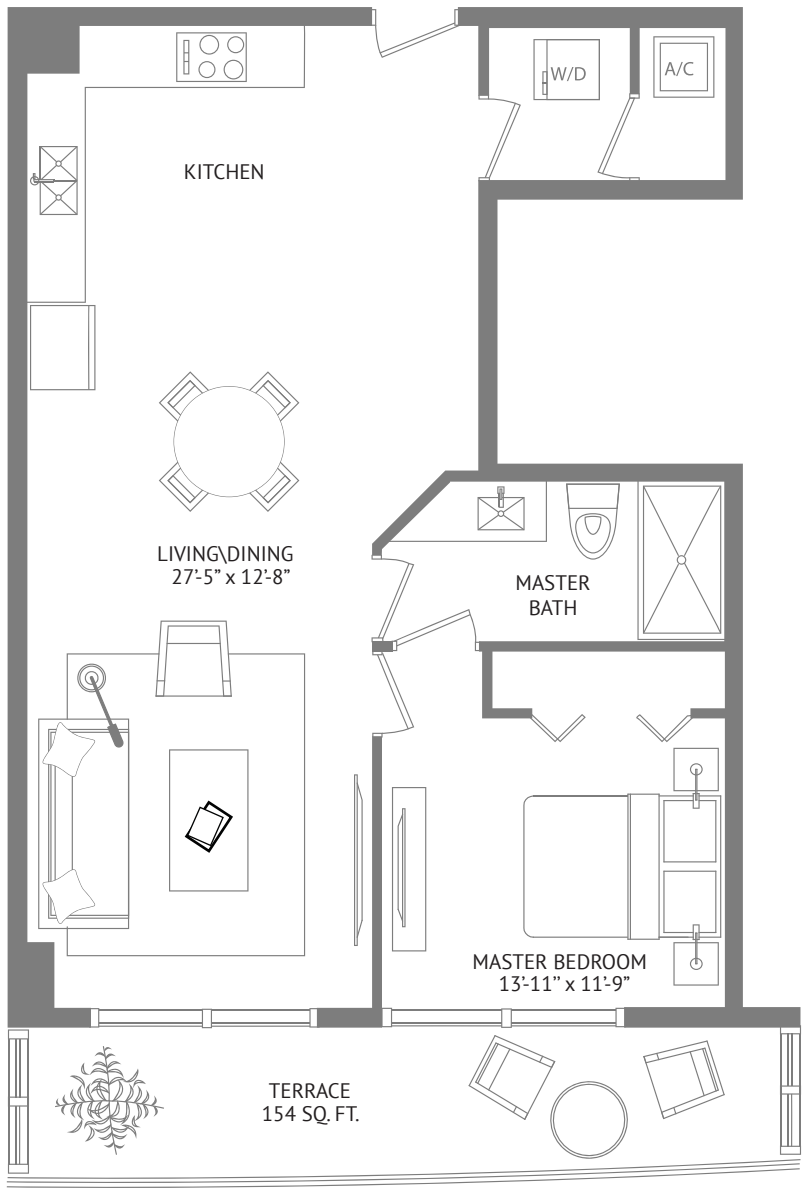 W/D
A/C
KITCHEN
LIVING\DINING
27'-5” x 12'-8”
MASTER
BATH
MASTER BEDROOM
13'-11’’ x 11'-9”
TERRACE
154 SQ. FT.